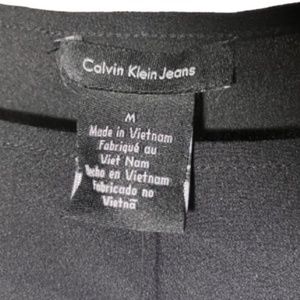 Calvin Klein Jeans
M
Made in Vietnam
Fabriqué au
Viet Nam
Hecho en Vietnam
Fabricado no
Vietnã